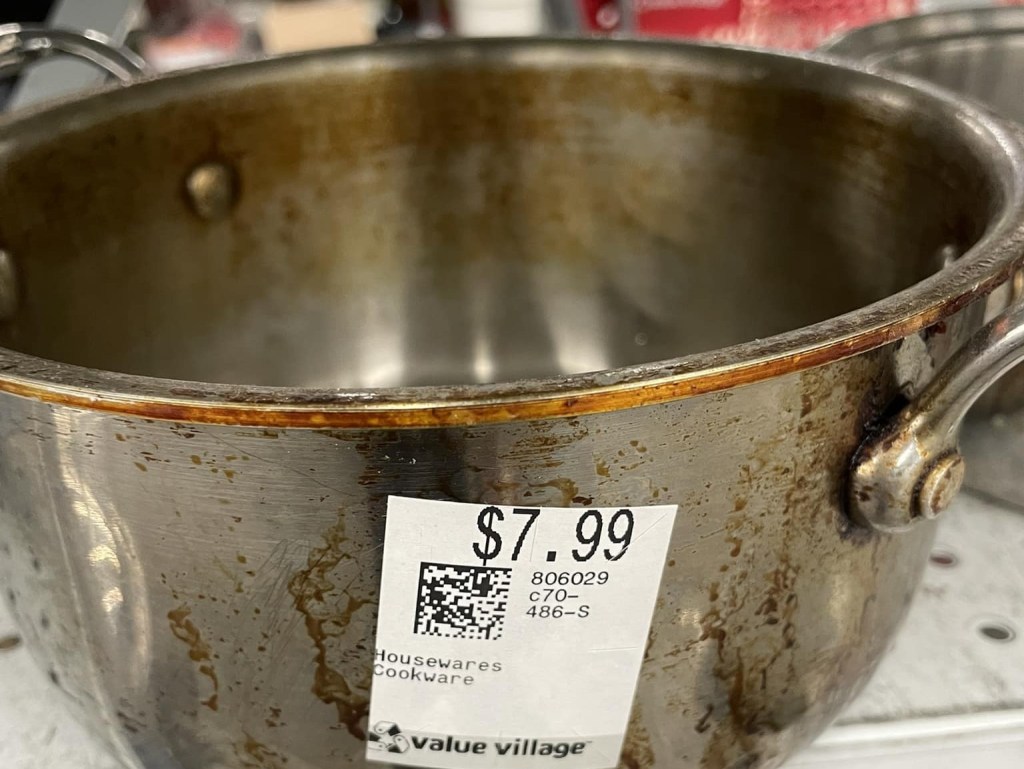 $7.99
806029
c70-
486-S
Housewares
Cookware
value village